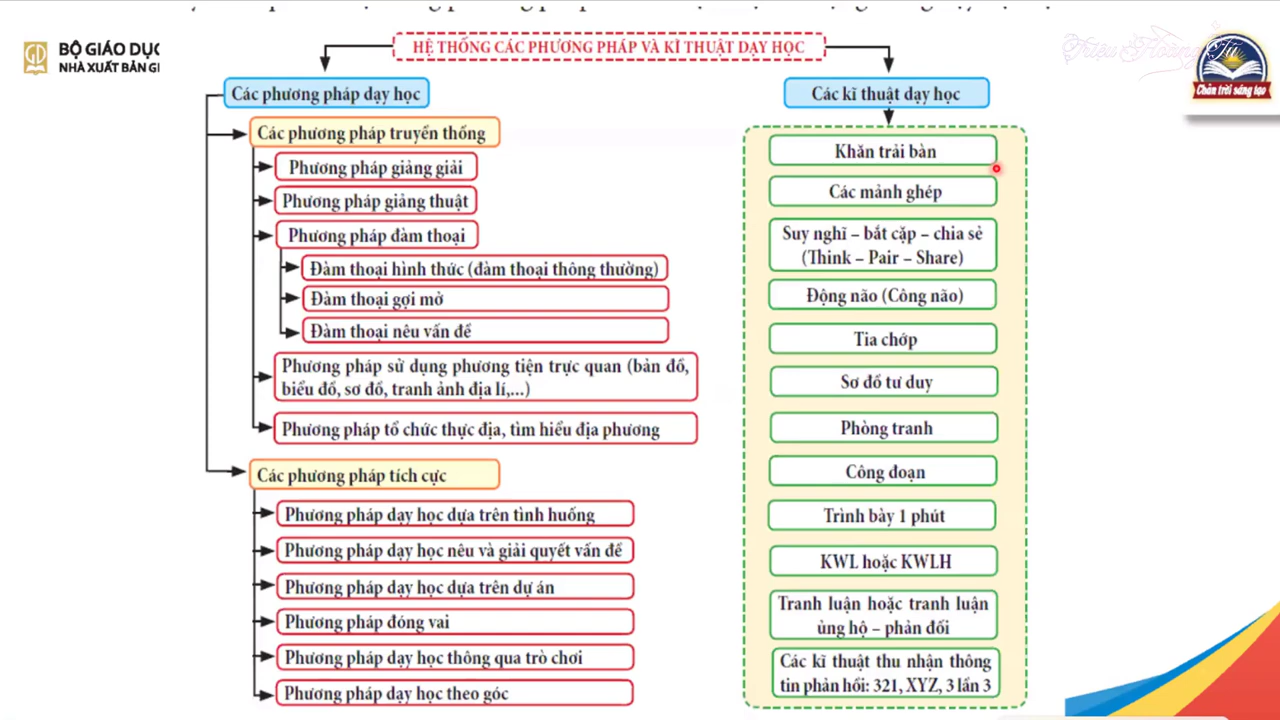 BỘ GIÁO DỤC
NHÀ XUẤT BẢN GI
HỆ THỐNG CÁC PHƯƠNG PHÁP VÀ KĨ THUẬT DẠY HỌC
Triệu Hoàng Tử
Chân trời sáng tạo
Các phương pháp dạy học
Các phương pháp truyền thống
Phương pháp giảng giải
Phương pháp giảng thuật
Phương pháp đàm thoại
Đàm thoại hình thức (đàm thoại thông thường)
Đàm thoại gợi mở
Đàm thoại nêu vấn đề
Phương pháp sử dụng phương tiện trực quan (bản đồ,
biểu đồ, sơ đồ, tranh ảnh địa lí,...)
Phương pháp tổ chức thực địa, tìm hiểu địa phương
Các phương pháp tích cực
Phương pháp dạy học dựa trên tình huống
Phương pháp dạy học nêu và giải quyết vấn đề
Phương pháp dạy học dựa trên dự án
Phương pháp đóng vai
Phương pháp dạy học thông qua trò chơi
Phương pháp dạy học theo góc
Các kĩ thuật dạy học
Khăn trải bàn
Các mảnh ghép
Suy nghĩ – bắt cặp – chia sẻ
(Think – Pair – Share)
Động não (Công não)
Tia chớp
Sơ đồ tư duy
Phòng tranh
Công đoạn
Trình bày 1 phút
KWL hoặc KWLH
Tranh luận hoặc tranh luận
ủng hộ – phản đối
Các kĩ thuật thu nhận thông
tin phản hồi: 321, XYZ, 3 lần 3